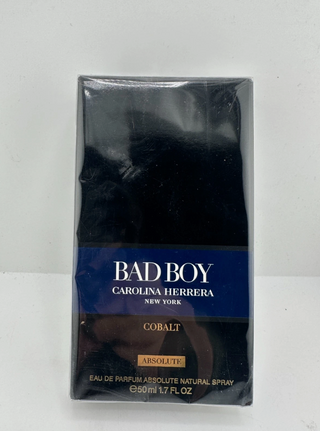 BAD BOY
CAROLINA HERRERA
NEW YORK
COBALT
ABSOLUTE
EAU DE PARFUM ABSOLUTE NATURAL SPRAY
℮50ml 1.7 FL OZ